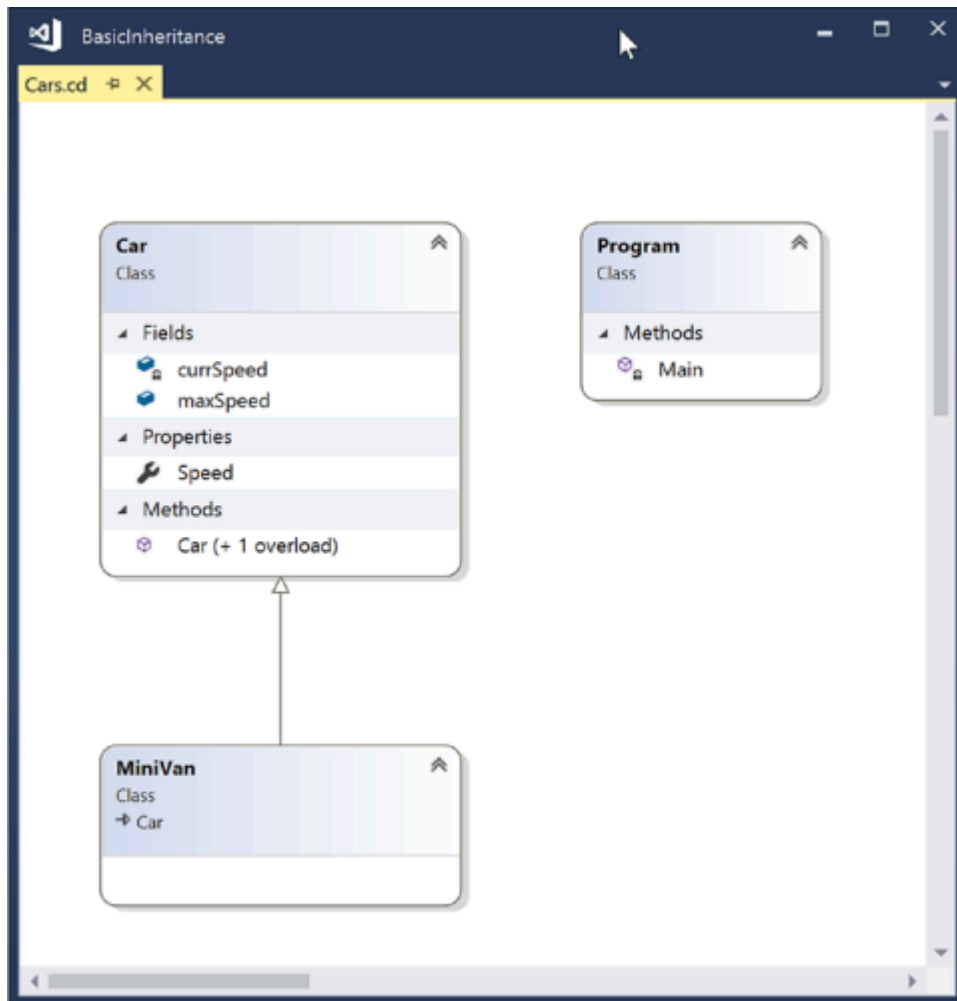 BasicInheritance
Cars.cd
Car
Class
Fields
currSpeed
maxSpeed
Properties
Speed
Methods
Car (+ 1 overload)
Program
Class
Methods
Main
MiniVan
Class
Car